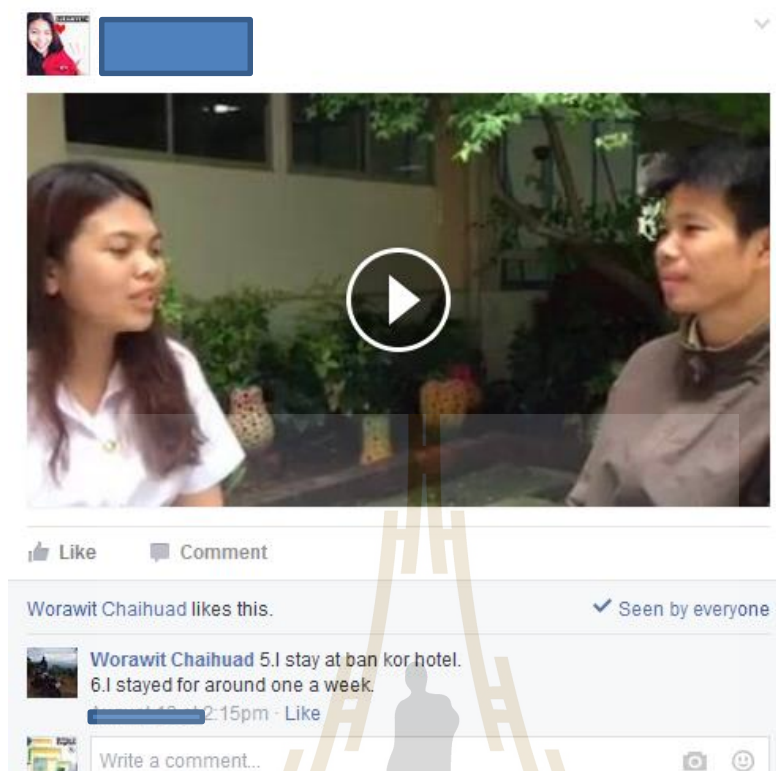 Like Comment
Worawit Chaihuad likes this. Seen by everyone
Worawit Chaihuad 5.I stay at ban kor hotel.
6.I stayed for around one a week.
2:15pm · Like
Write a comment...